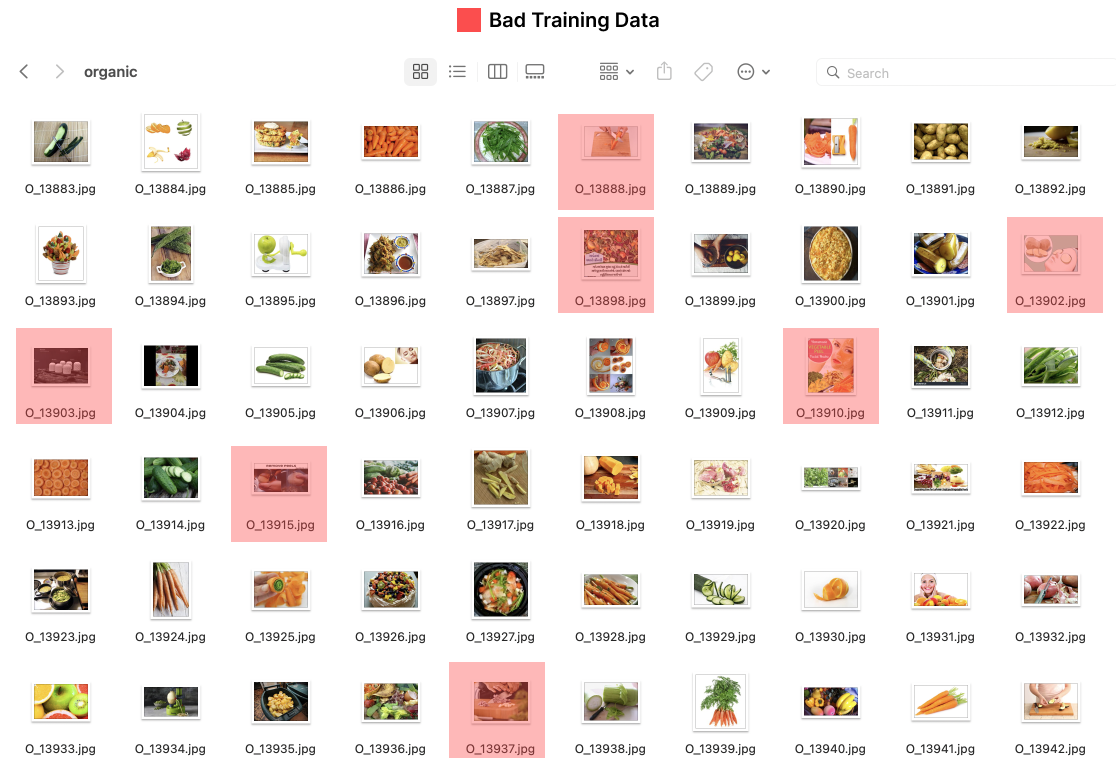 Bad Training Data
organic
Search
O_13883.jpg O_13884.jpg O_13885.jpg O_13886.jpg O_13887.jpg O_13888.jpg O_13889.jpg O_13890.jpg O_13891.jpg O_13892.jpg
O_13893.jpg O_13894.jpg O_13895.jpg O_13896.jpg O_13897.jpg O_13898.jpg O_13899.jpg O_13900.jpg O_13901.jpg O_13902.jpg
O_13903.jpg O_13904.jpg O_13905.jpg O_13906.jpg O_13907.jpg O_13908.jpg O_13909.jpg O_13910.jpg O_13911.jpg O_13912.jpg
O_13913.jpg O_13914.jpg O_13915.jpg O_13916.jpg O_13917.jpg O_13918.jpg O_13919.jpg O_13920.jpg O_13921.jpg O_13922.jpg
O_13923.jpg O_13924.jpg O_13925.jpg O_13926.jpg O_13927.jpg O_13928.jpg O_13929.jpg O_13930.jpg O_13931.jpg O_13932.jpg
O_13933.jpg O_13934.jpg O_13935.jpg O_13936.jpg O_13937.jpg O_13938.jpg O_13939.jpg O_13940.jpg O_13941.jpg O_13942.jpg